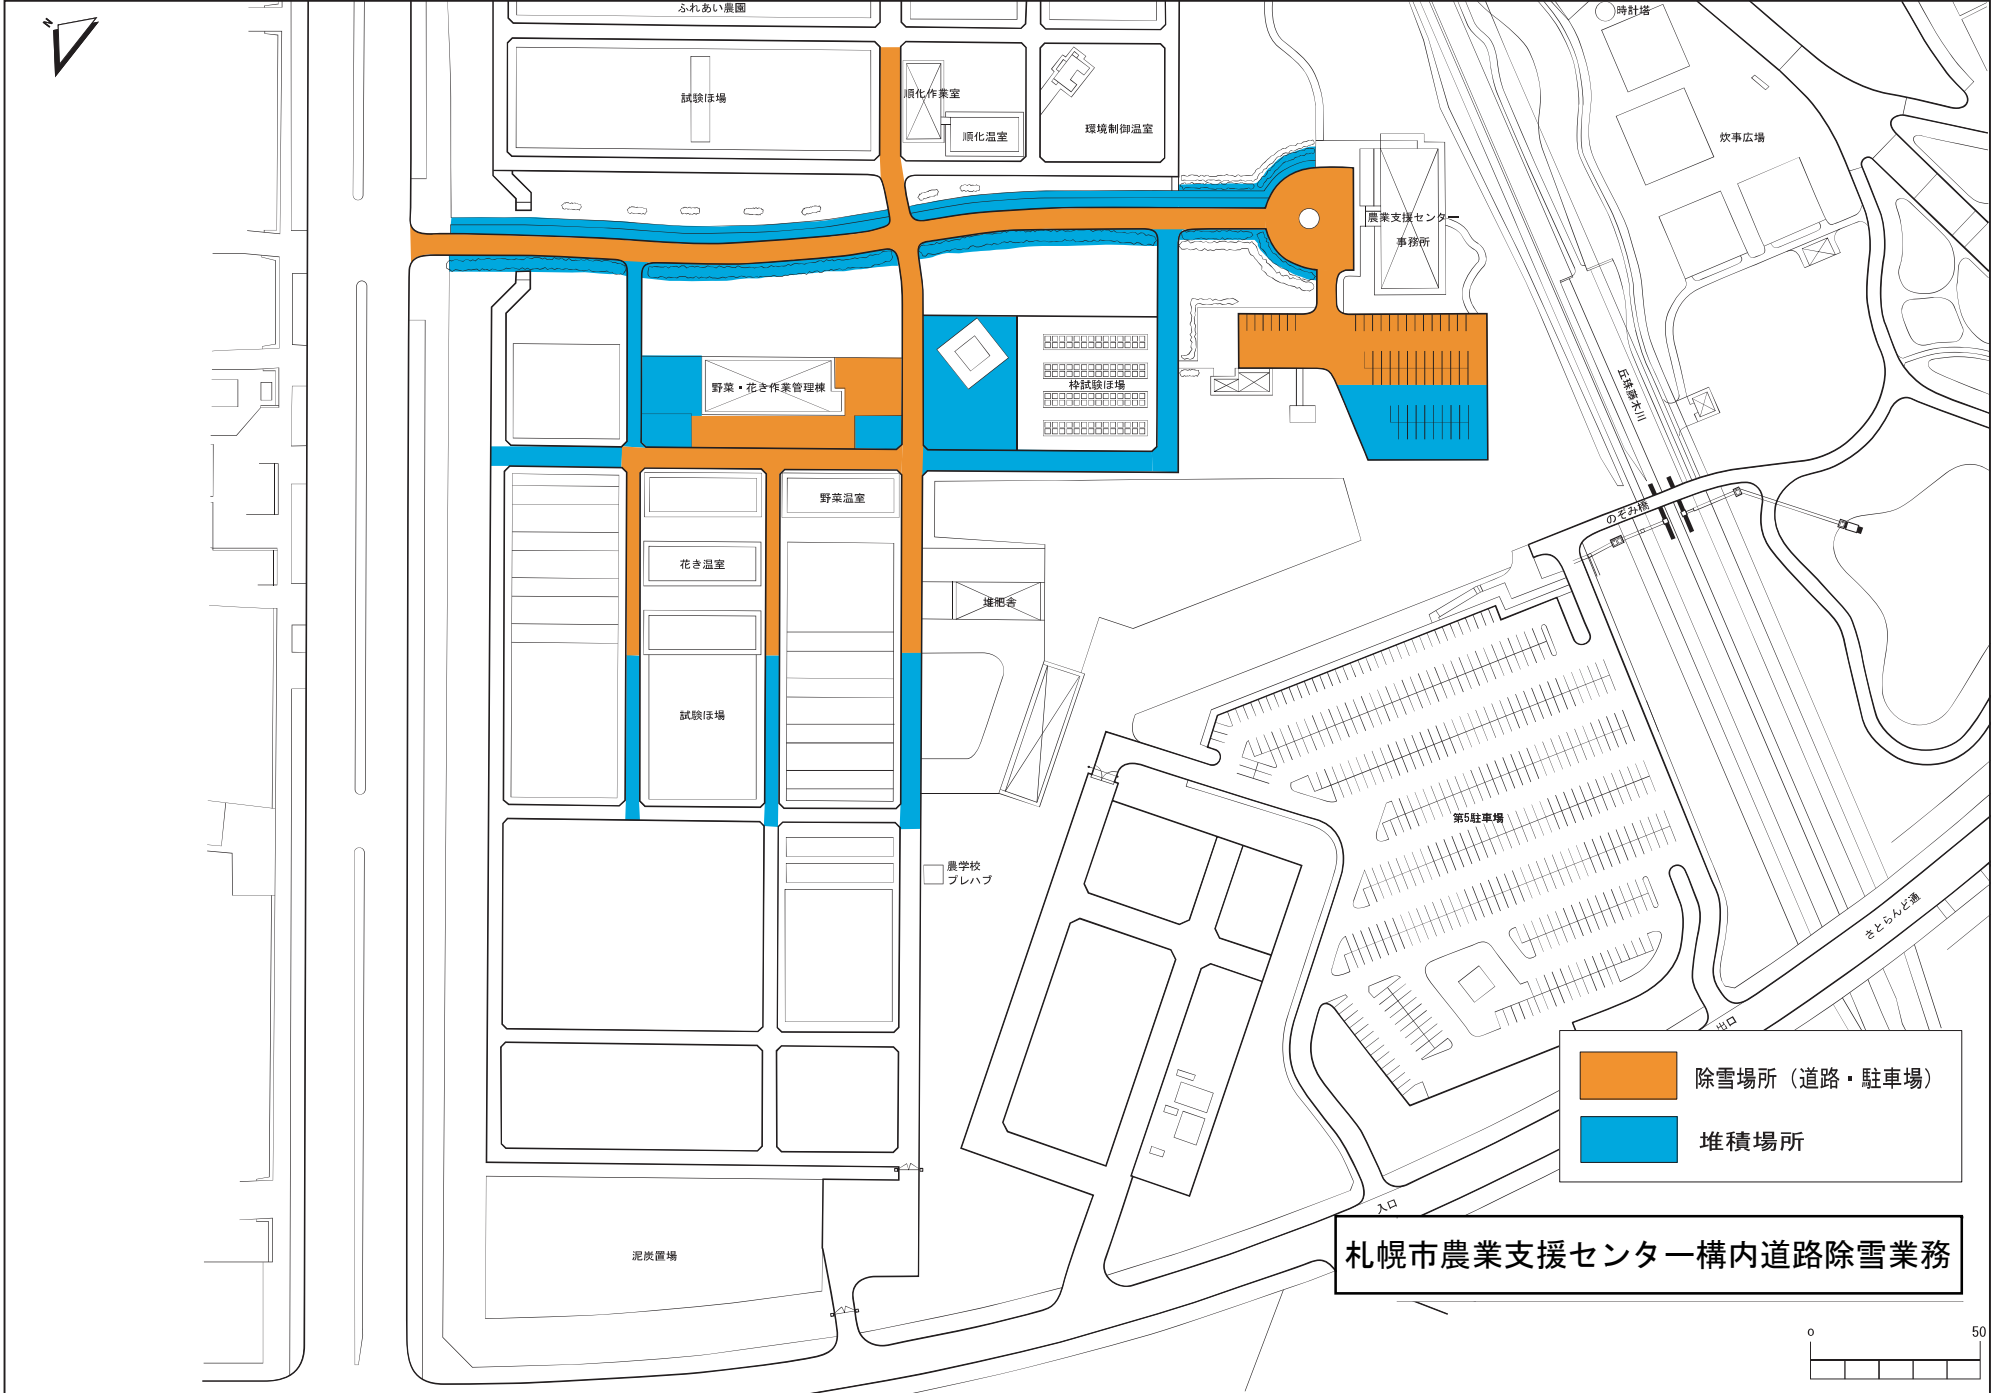 N
ふれあい農園
時計塔
試験ほ場
順化作業室
順化温室
環境制御温室
炊事広場
農業支援センター
事務所
野菜・花き作業管理棟
枠試験ほ場
丘珠藤木川
野菜温室
のぞみ橋
花き温室
堆肥舎
試験ほ場
第5駐車場
農学校
プレハブ
さとらんど通
出口
除雪場所（道路・駐車場）
堆積場所
入口
泥炭置場
札幌市農業支援センター構内道路除雪業務
0 50